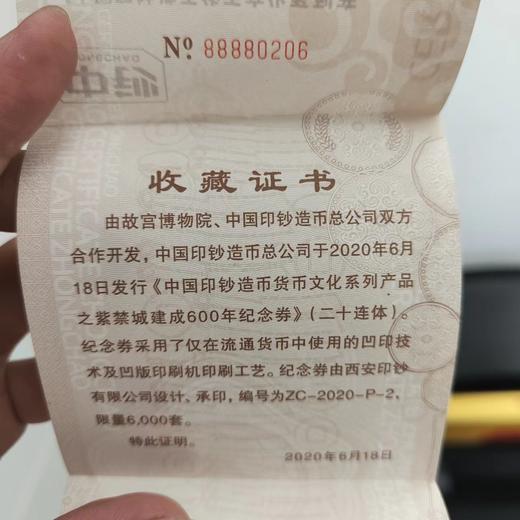 № 88880206
中钞
收藏证书
由故宫博物院、中国印钞造币总公司双方
合作开发，中国印钞造币总公司于2020年6月
18日发行《中国印钞造币货币文化系列产品
之紫禁城建成600年纪念券》（二十连体）。
纪念券采用了仅在流通货币中使用的凹印技
术及凹版印刷机印刷工艺。纪念券由西安印钞
有限公司设计、承印，编号为ZC-2020-P-2，
限量6,000套。
特此证明。
2020年6月18日